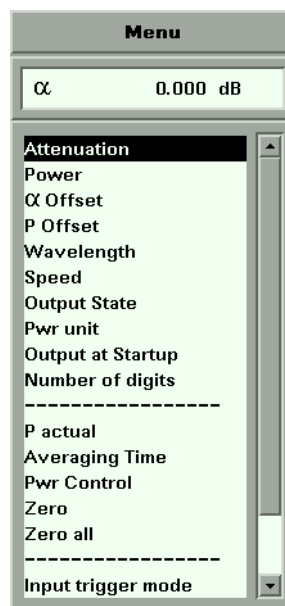 Menu
α 0.000 dB
Attenuation
Power
α Offset
P Offset
Wavelength
Speed
Output State
Pwr unit
Output at Startup
Number of digits
------------------
P actual
Averaging Time
Pwr Control
Zero
Zero all
------------------
Input trigger mode